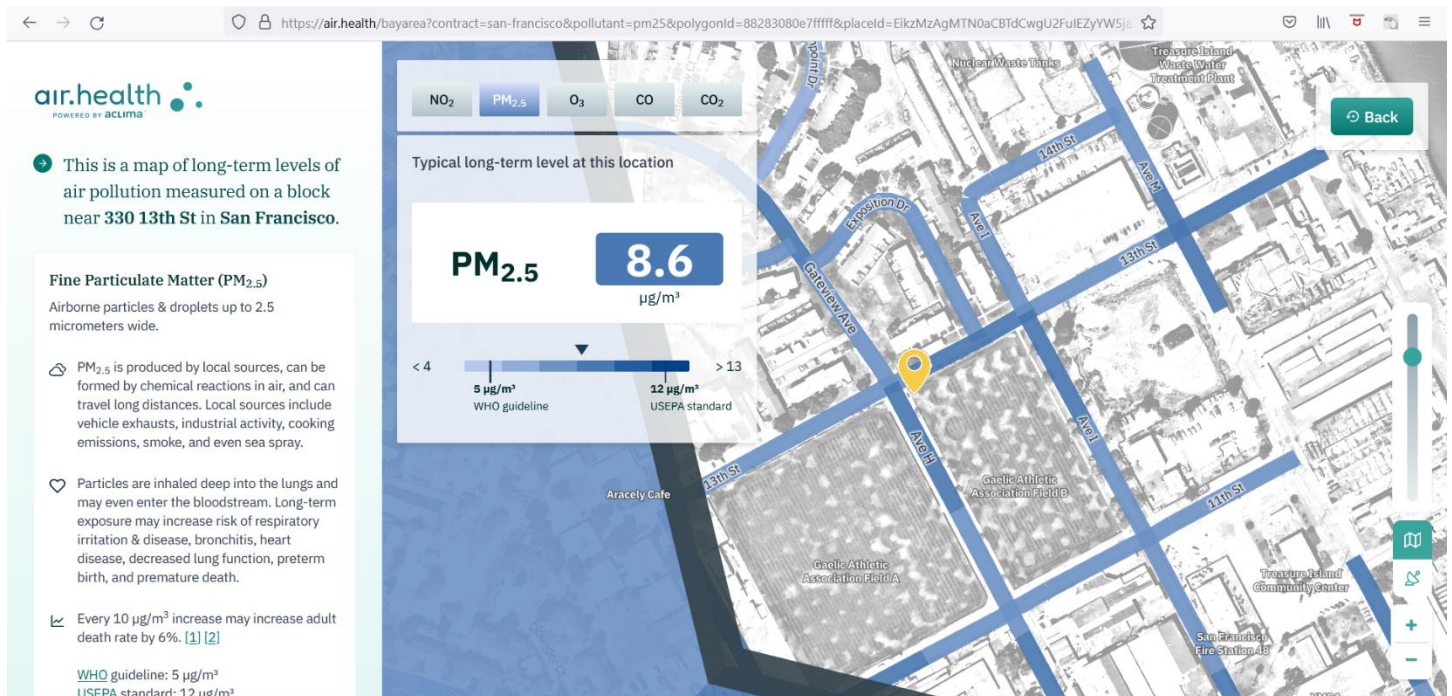 https://air.health/bayarea?contract=san-francisco&pollutant=pm25&polygonId=88283080e7fffff&placeId=EikzMzAgMTN0aCBTdCwgU2FuIEZyYW5ja
air.health
POWERED BY aclima
This is a map of long-term levels of
air pollution measured on a block
near 330 13th St in San Francisco.
Fine Particulate Matter (PM2.5)
Airborne particles & droplets up to 2.5
micrometers wide.
PM2.5 is produced by local sources, can be
formed by chemical reactions in air, and can
travel long distances. Local sources include
vehicle exhausts, industrial activity, cooking
emissions, smoke, and even sea spray.
Particles are inhaled deep into the lungs and
may even enter the bloodstream. Long-term
exposure may increase risk of respiratory
irritation & disease, bronchitis, heart
disease, decreased lung function, preterm
birth, and premature death.
Every 10 µg/m³ increase may increase adult
death rate by 6%. [1] [2]
WHO guideline: 5 µg/m³
USEPA standard: 12 µg/m³
NO2 PM2.5 O3 CO CO2
Typical long-term level at this location
PM2.5 8.6
µg/m³
< 4 > 13
5 µg/m³ 12 µg/m³
WHO guideline USEPA standard
Back
Nuclear Waste Tanks
Treasure Island
Waste Water
Treatment Plant
14th St
Ave M
Exposition Dr
Ave I
13th St
Gateview Ave
Ave H
Ave I
13th St
11th St
Aracely Cafe
Gaelic Athletic
Association Field B
Gaelic Athletic
Association Field A
Treasure Island
Community Center
San Francisco
Fire Station 48
+
−